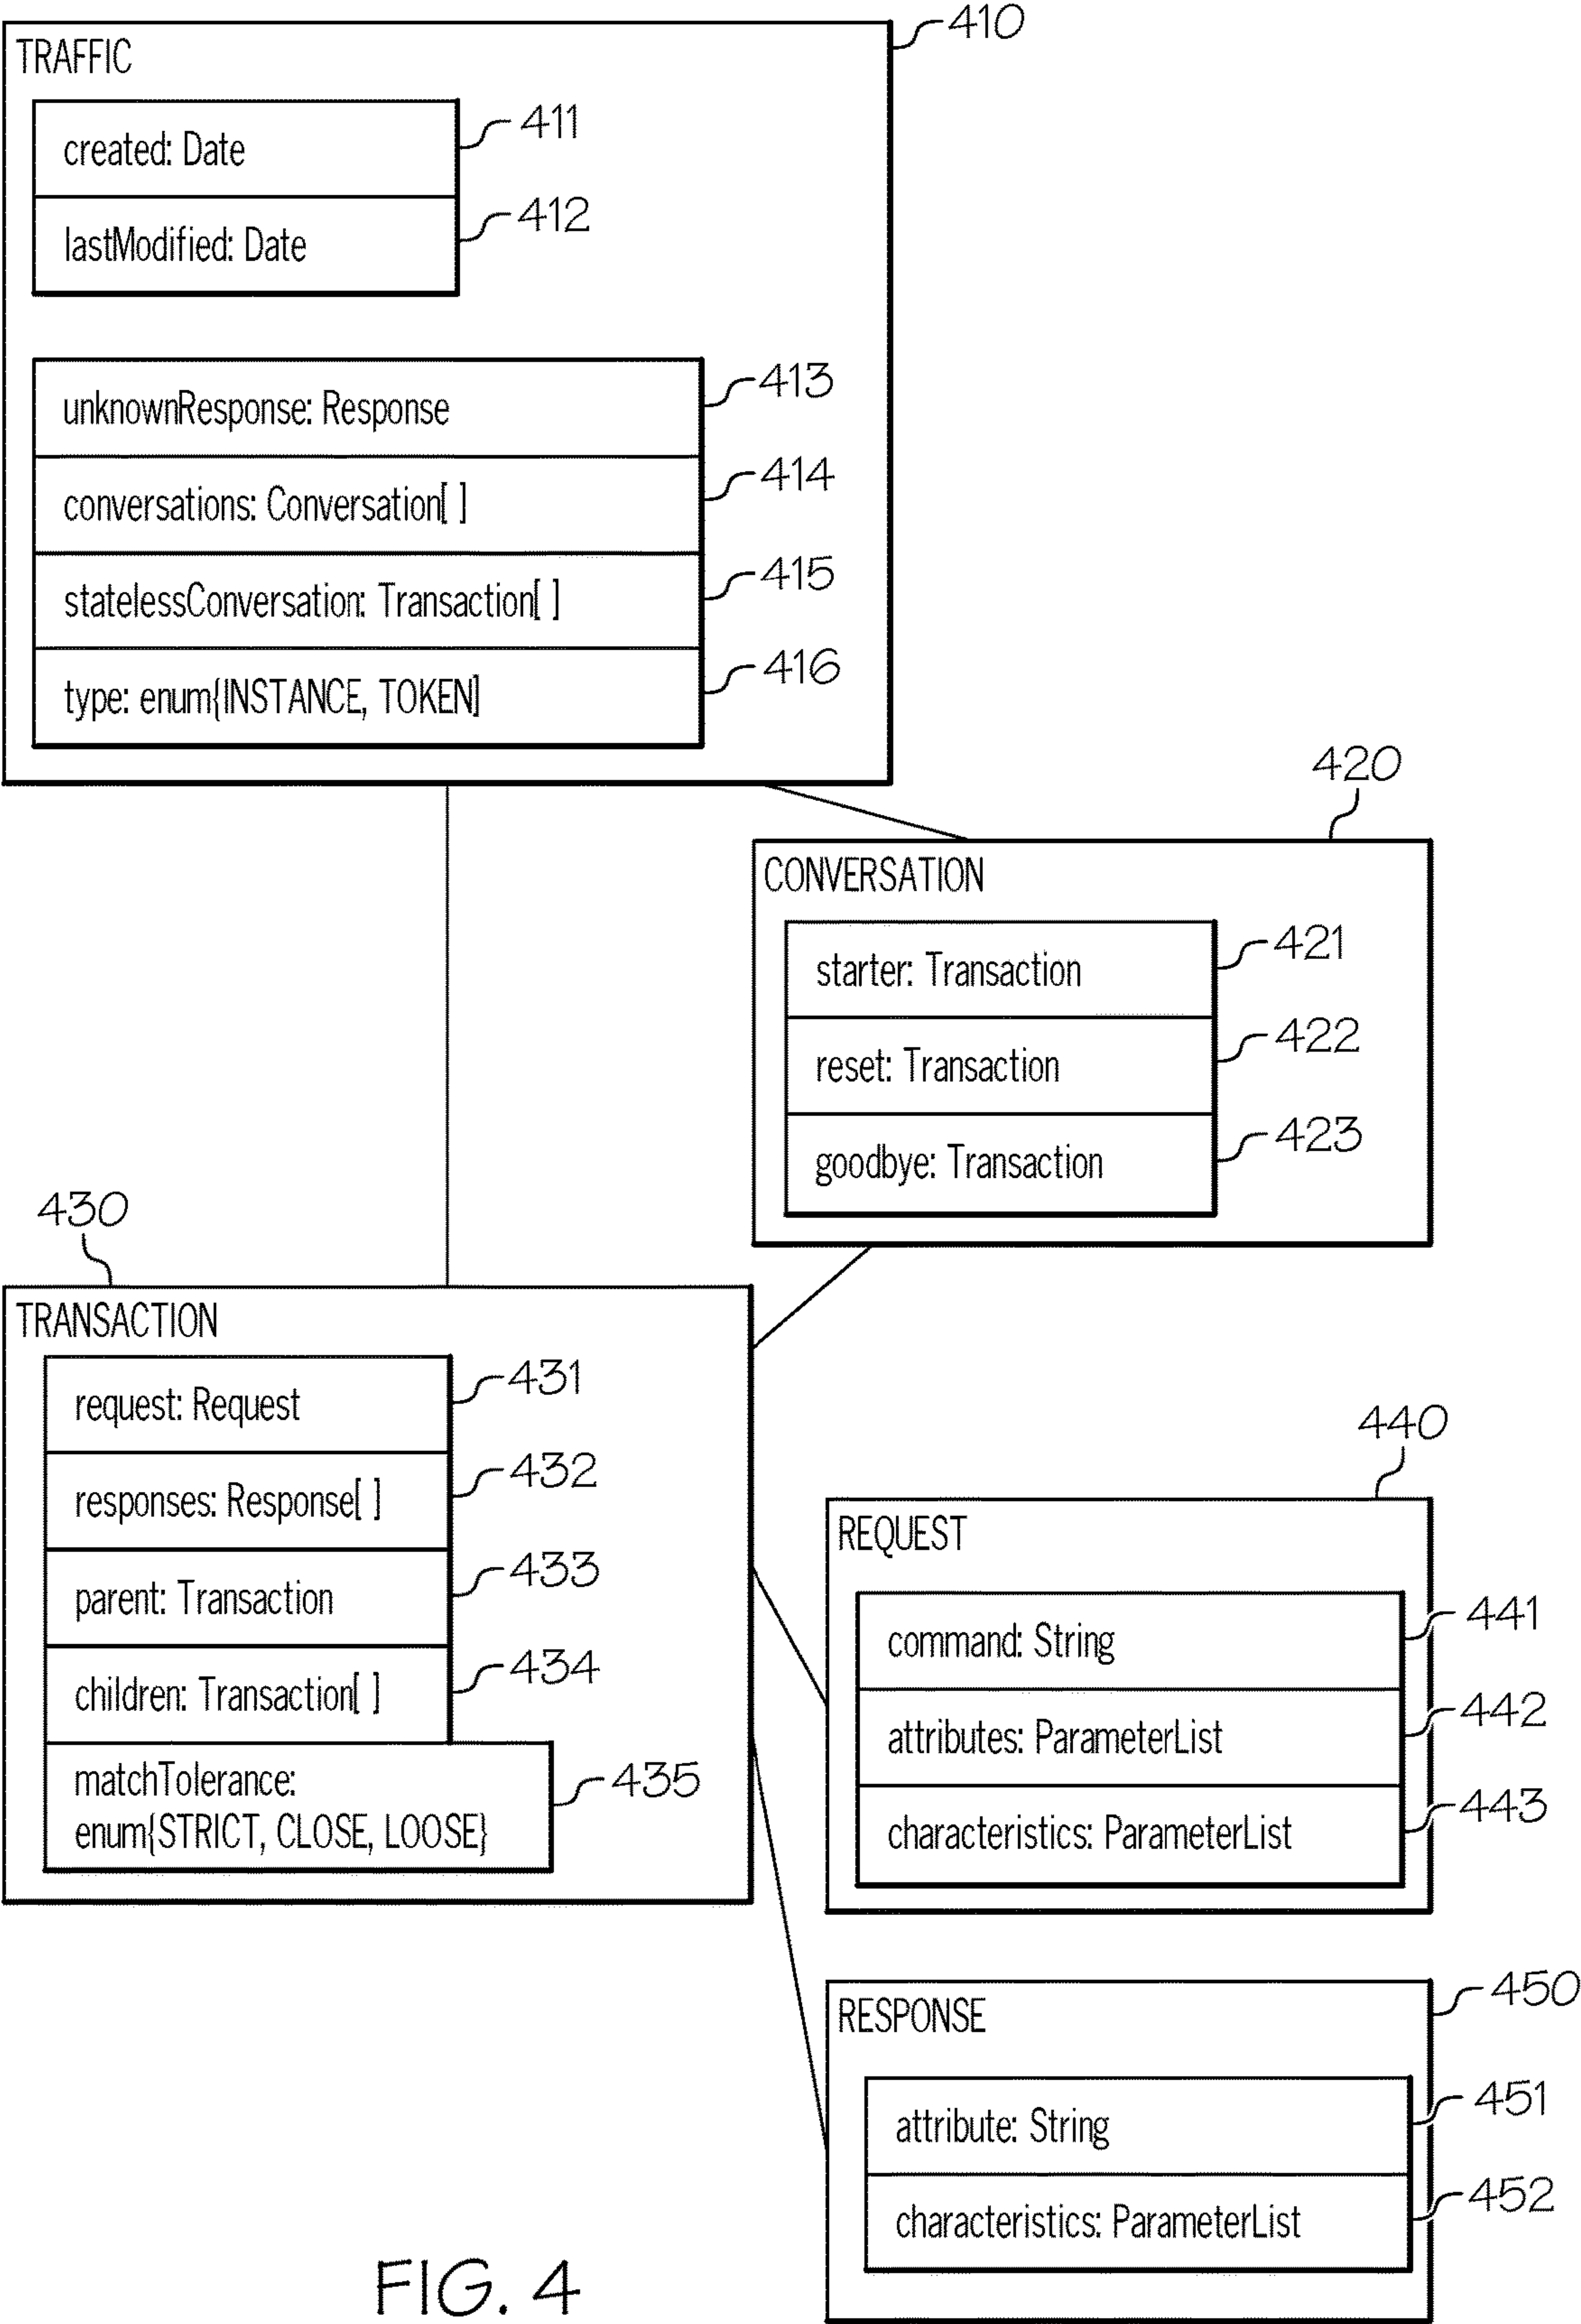 410
TRAFFIC
created: Date
411
lastModified: Date
412
unknownResponse: Response
413
conversations: Conversation[ ]
414
statelessConversation: Transaction[ ]
415
type: enum{INSTANCE, TOKEN]
416
420
CONVERSATION
starter: Transaction
421
reset: Transaction
422
goodbye: Transaction
423
430
TRANSACTION
request: Request
431
responses: Response[ ]
432
parent: Transaction
433
children: Transaction[ ]
434
matchTolerance:
enum{STRICT, CLOSE, LOOSE}
435
440
REQUEST
command: String
441
attributes: ParameterList
442
characteristics: ParameterList
443
450
RESPONSE
attribute: String
451
characteristics: ParameterList
452
FIG. 4